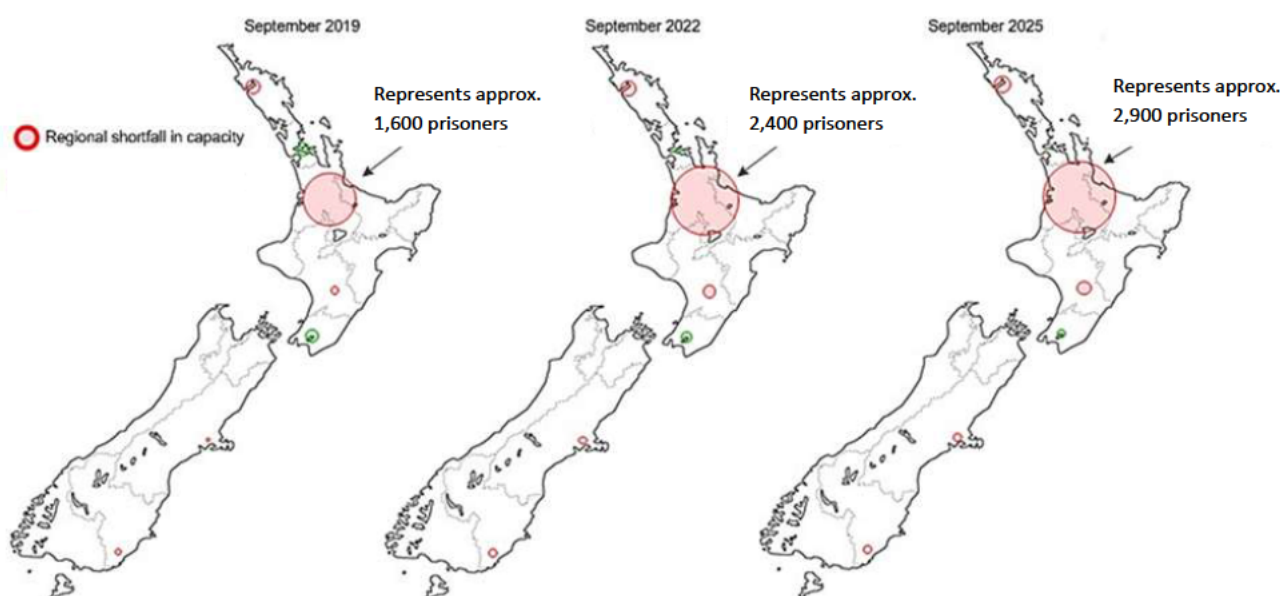 September 2019
September 2022
September 2025
Represents approx.
1,600 prisoners
Represents approx.
2,400 prisoners
Represents approx.
2,900 prisoners
Regional shortfall in capacity